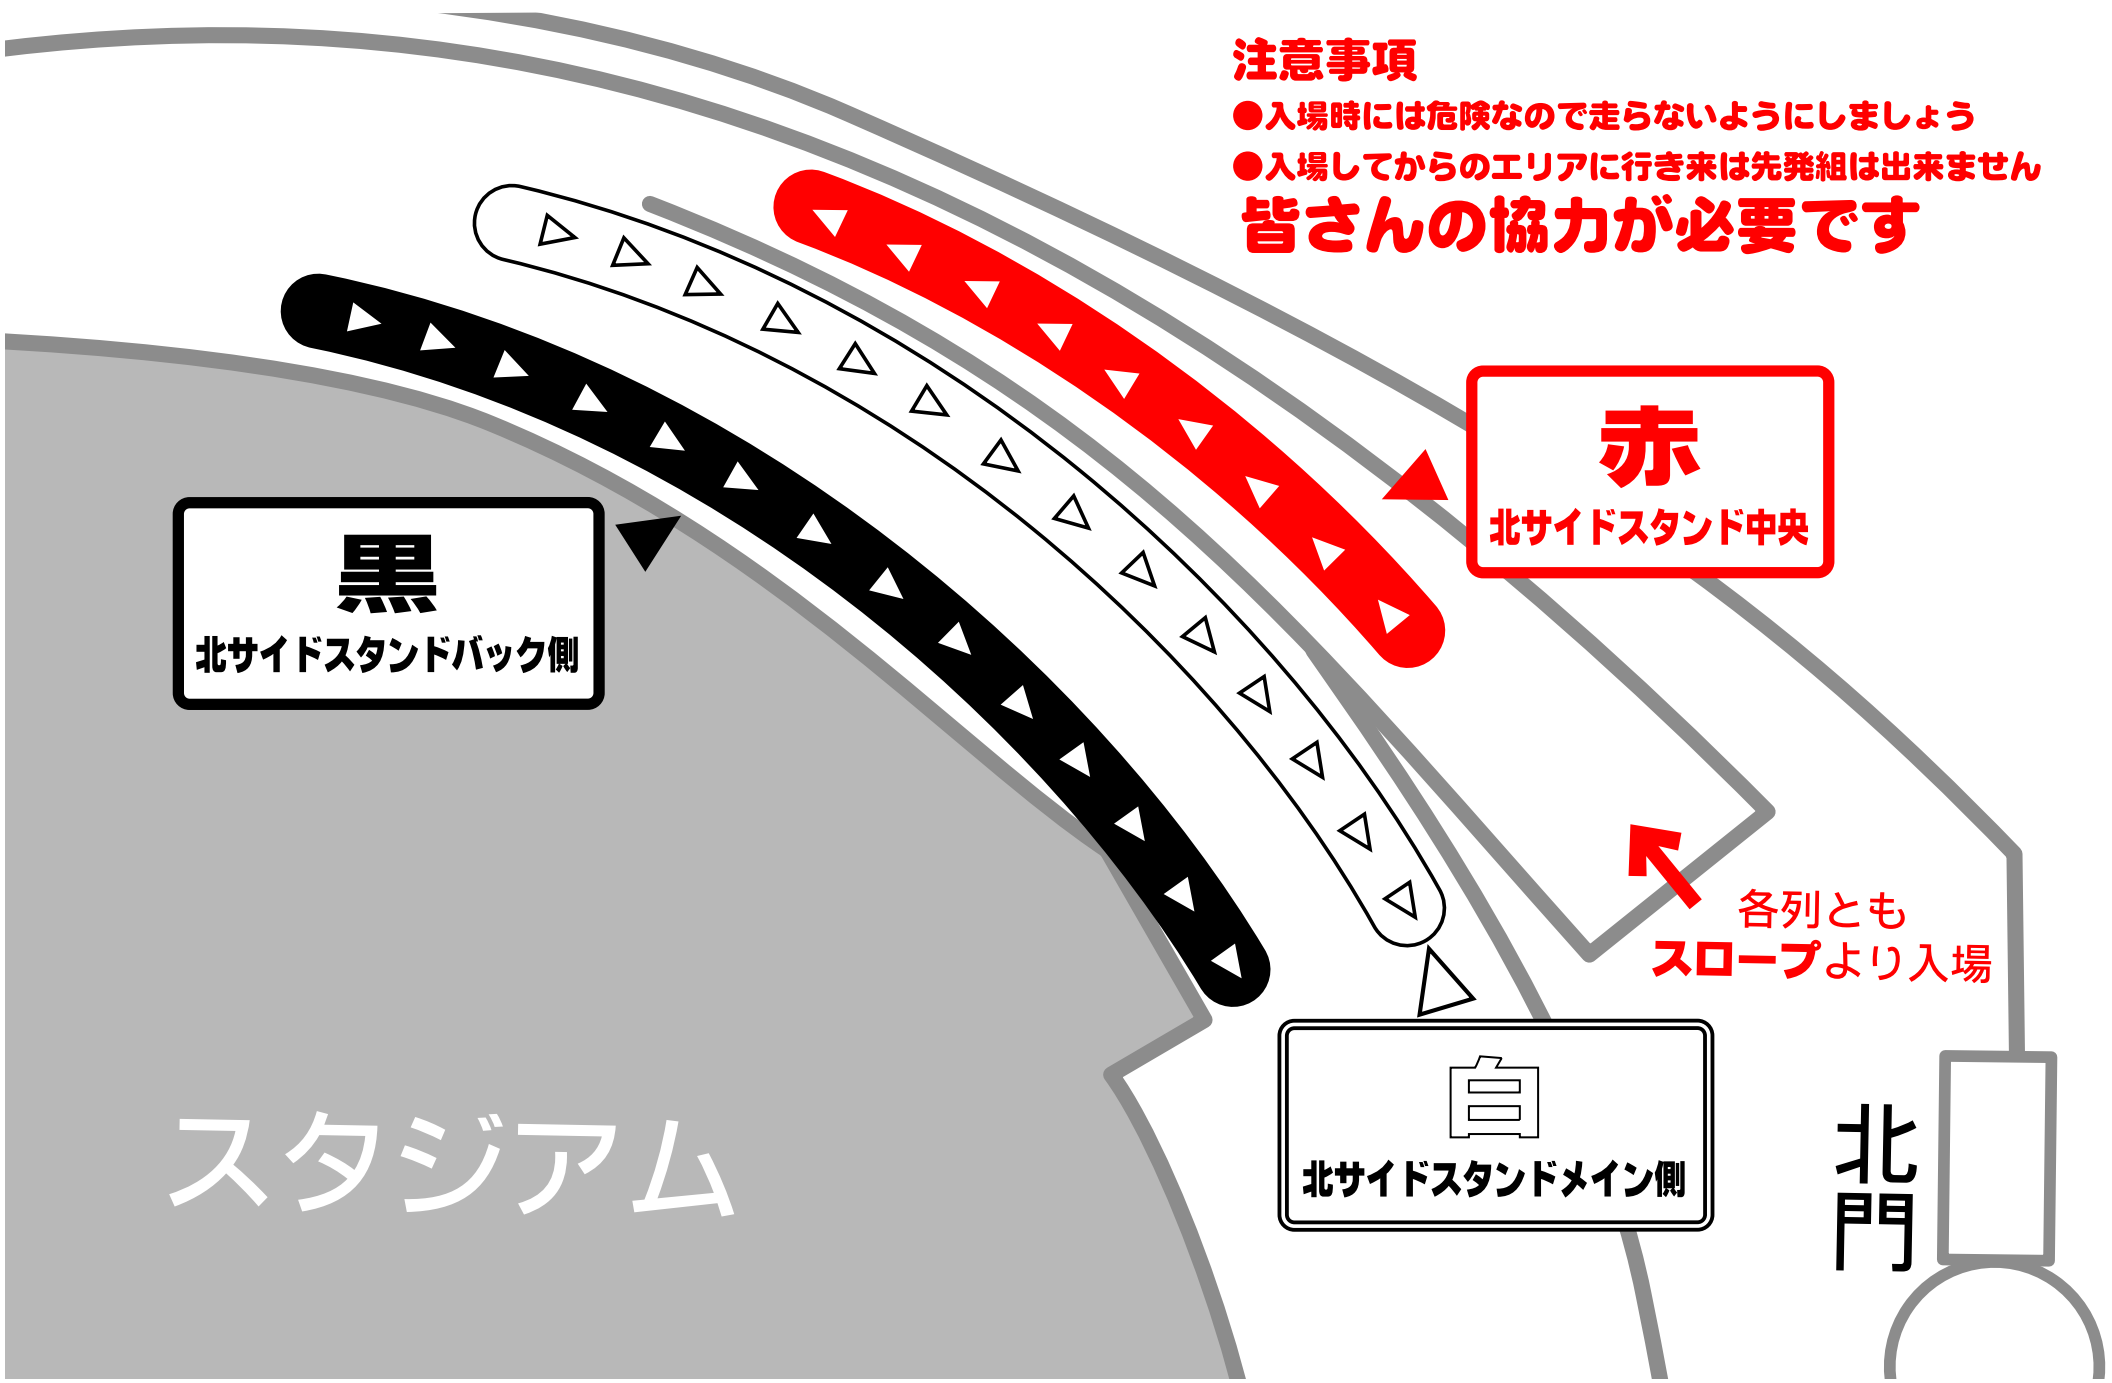 注意事項
●入場時には危険なので走らないようにしましょう
●入場してからのエリアに行き来は先発組は出来ません
皆さんの協力が必要です
赤
北サイドスタンド中央
黒
北サイドスタンドバック側
各列とも
スロープより入場
白
北サイドスタンドメイン側
北門
スタジアム